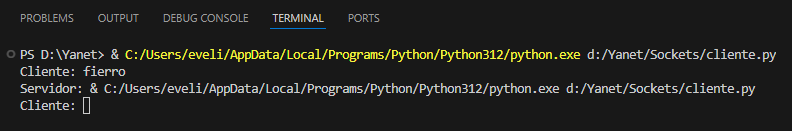 PROBLEMS OUTPUT DEBUG CONSOLE TERMINAL PORTS
PS D:\Yanet> & C:/Users/eveli/AppData/Local/Programs/Python/Python312/python.exe d:/Yanet/Sockets/cliente.py
Cliente: fierro
Servidor: & C:/Users/eveli/AppData/Local/Programs/Python/Python312/python.exe d:/Yanet/Sockets/cliente.py
Cliente: